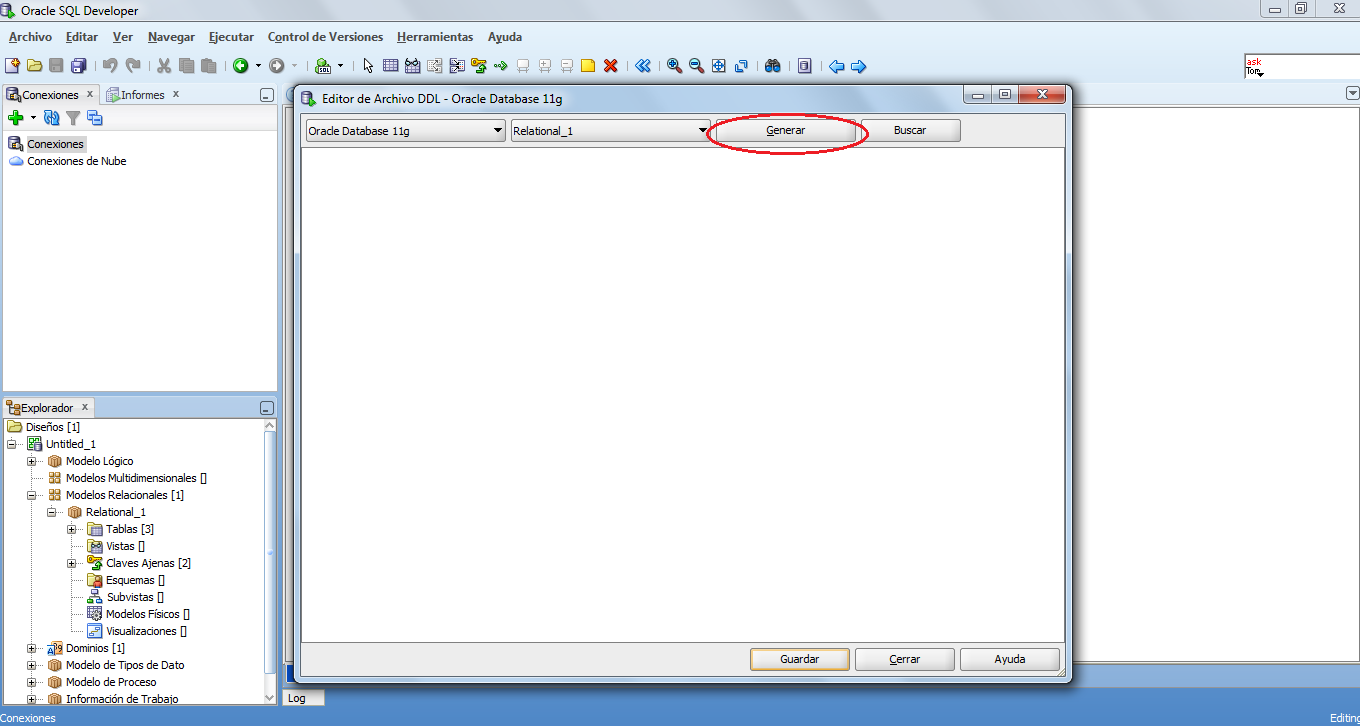 Oracle SQL Developer
Archivo Editar Ver Navegar Ejecutar Control de Versiones Herramientas Ayuda
SQL
ask
Tom
Conexiones x Informes x
Conexiones
Conexiones de Nube
Editor de Archivo DDL - Oracle Database 11g
Oracle Database 11g Relational_1 Generar Buscar
Explorador x
Diseños [1]
Untitled_1
Modelo Lógico
Modelos Multidimensionales []
Modelos Relacionales [1]
Relational_1
Tablas [3]
Vistas []
Claves Ajenas [2]
Esquemas []
Subvistas []
Modelos Físicos []
Visualizaciones []
Dominios [1]
Modelo de Tipos de Dato
Modelo de Proceso
Información de Trabajo
Guardar Cerrar Ayuda
Log
Conexiones Editing